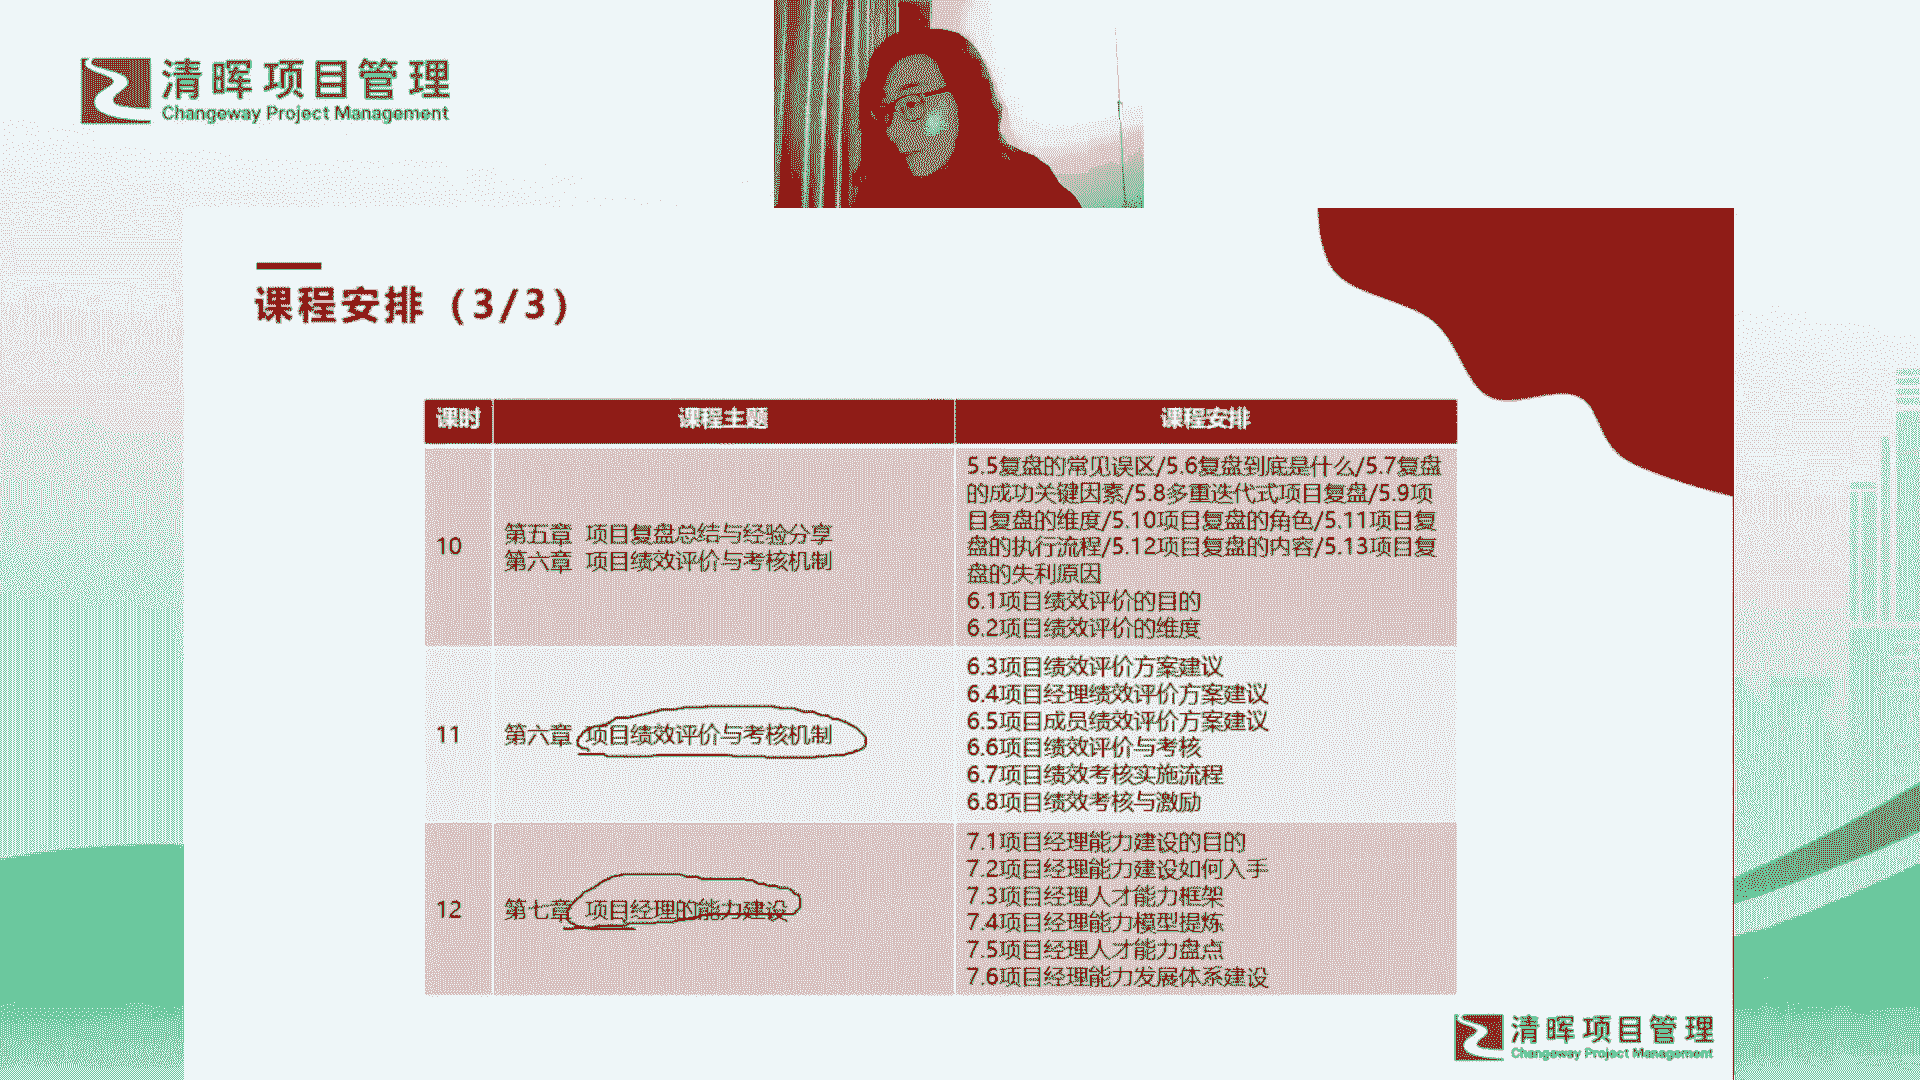 清晖项目管理
Changeway Project Management
课程安排（3/3）
课时
课程主题
课程安排
10
第五章 项目复盘总结与经验分享
第六章 项目绩效评价与考核机制
5.5复盘的常见误区/5.6复盘到底是什么/5.7复盘
的成功关键因素/5.8多重迭代式项目复盘/5.9项
目复盘的维度/5.10项目复盘的角色/5.11项目复
盘的执行流程/5.12项目复盘的内容/5.13项目复
盘的失利原因
6.1项目绩效评价的目的
6.2项目绩效评价的维度
11
第六章 项目绩效评价与考核机制
6.3项目绩效评价方案建议
6.4项目经理绩效评价方案建议
6.5项目成员绩效评价方案建议
6.6项目绩效评价与考核
6.7项目绩效考核实施流程
6.8项目绩效考核与激励
12
第七章 项目经理的能力建设
7.1项目经理能力建设的目的
7.2项目经理能力建设如何入手
7.3项目经理人才能力框架
7.4项目经理能力模型提炼
7.5项目经理人才能力盘点
7.6项目经理能力发展体系建设
清晖项目管理
Changeway Project Management